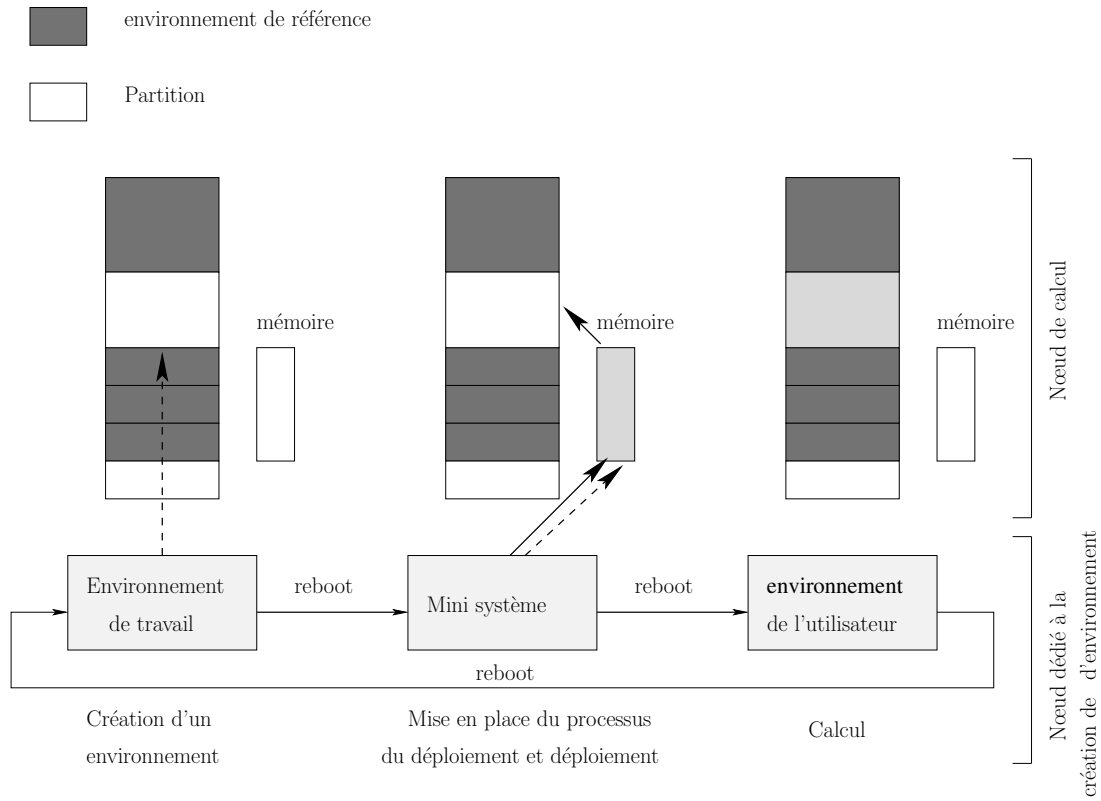 environnement de référence
Partition
mémoire
mémoire
mémoire
Nœud de calcul
Environnement
de travail
reboot
Mini système
reboot
environnement
de l'utilisateur
reboot
Création d'un
environnement
Mise en place du processus
du déploiement et déploiement
Calcul
Nœud dédié à la
création de d'environnement